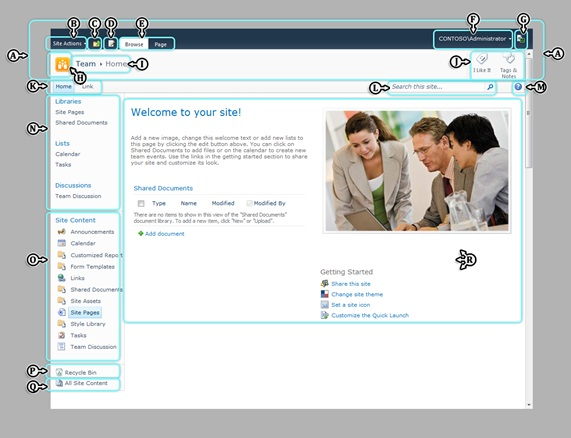 B C D E F G
A Site Actions Browse Page CONTOSO\Administrator A
Team ▸ Home
H I J
I Like It Tags & Notes
K Home Link L Search this site... M
N
Libraries
Site Pages
Shared Documents
Lists
Calendar
Tasks
Discussions
Team Discussion
O
Site Content
Announcements
Calendar
Customized Report
Form Templates
Links
Shared Documents
Site Assets
Site Pages
Style Library
Tasks
Team Discussion
P Recycle Bin
Q All Site Content
Welcome to your site!
Add a new image, change this welcome text or add new lists to
this page by clicking the edit button above. You can click on
Shared Documents to add files or on the calendar to create new
team events. Use the links in the getting started section to share
your site and customize its look.
Shared Documents
Type Name Modified Modified By
There are no items to show in this view of the "Shared Documents"
document library. To add a new item, click "New" or "Upload".
Add document
R
Getting Started
Share this site
Change site theme
Set a site icon
Customize the Quick Launch